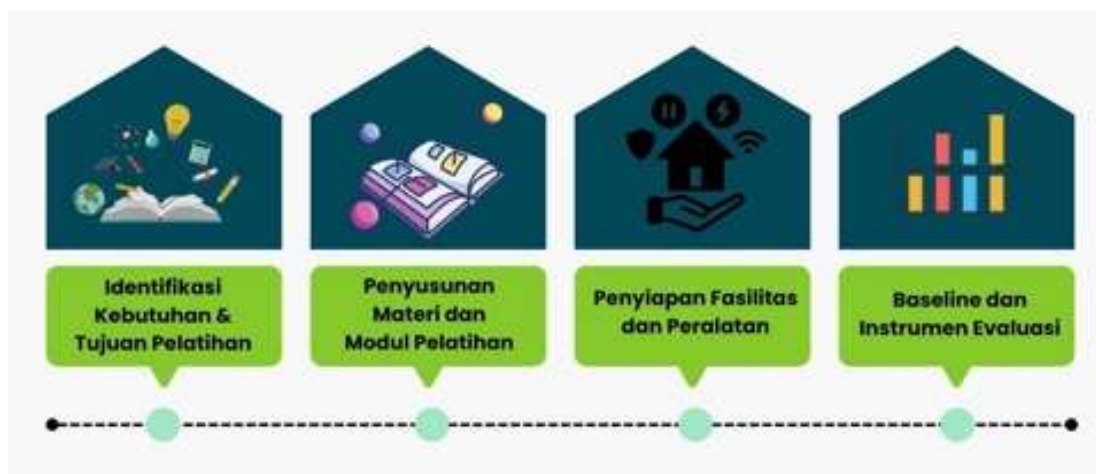 Identifikasi
Kebutuhan &
Tujuan Pelatihan
Penyusunan
Materi dan
Modul Pelatihan
Penyiapan Fasilitas
dan Peralatan
Baseline dan
Instrumen Evaluasi